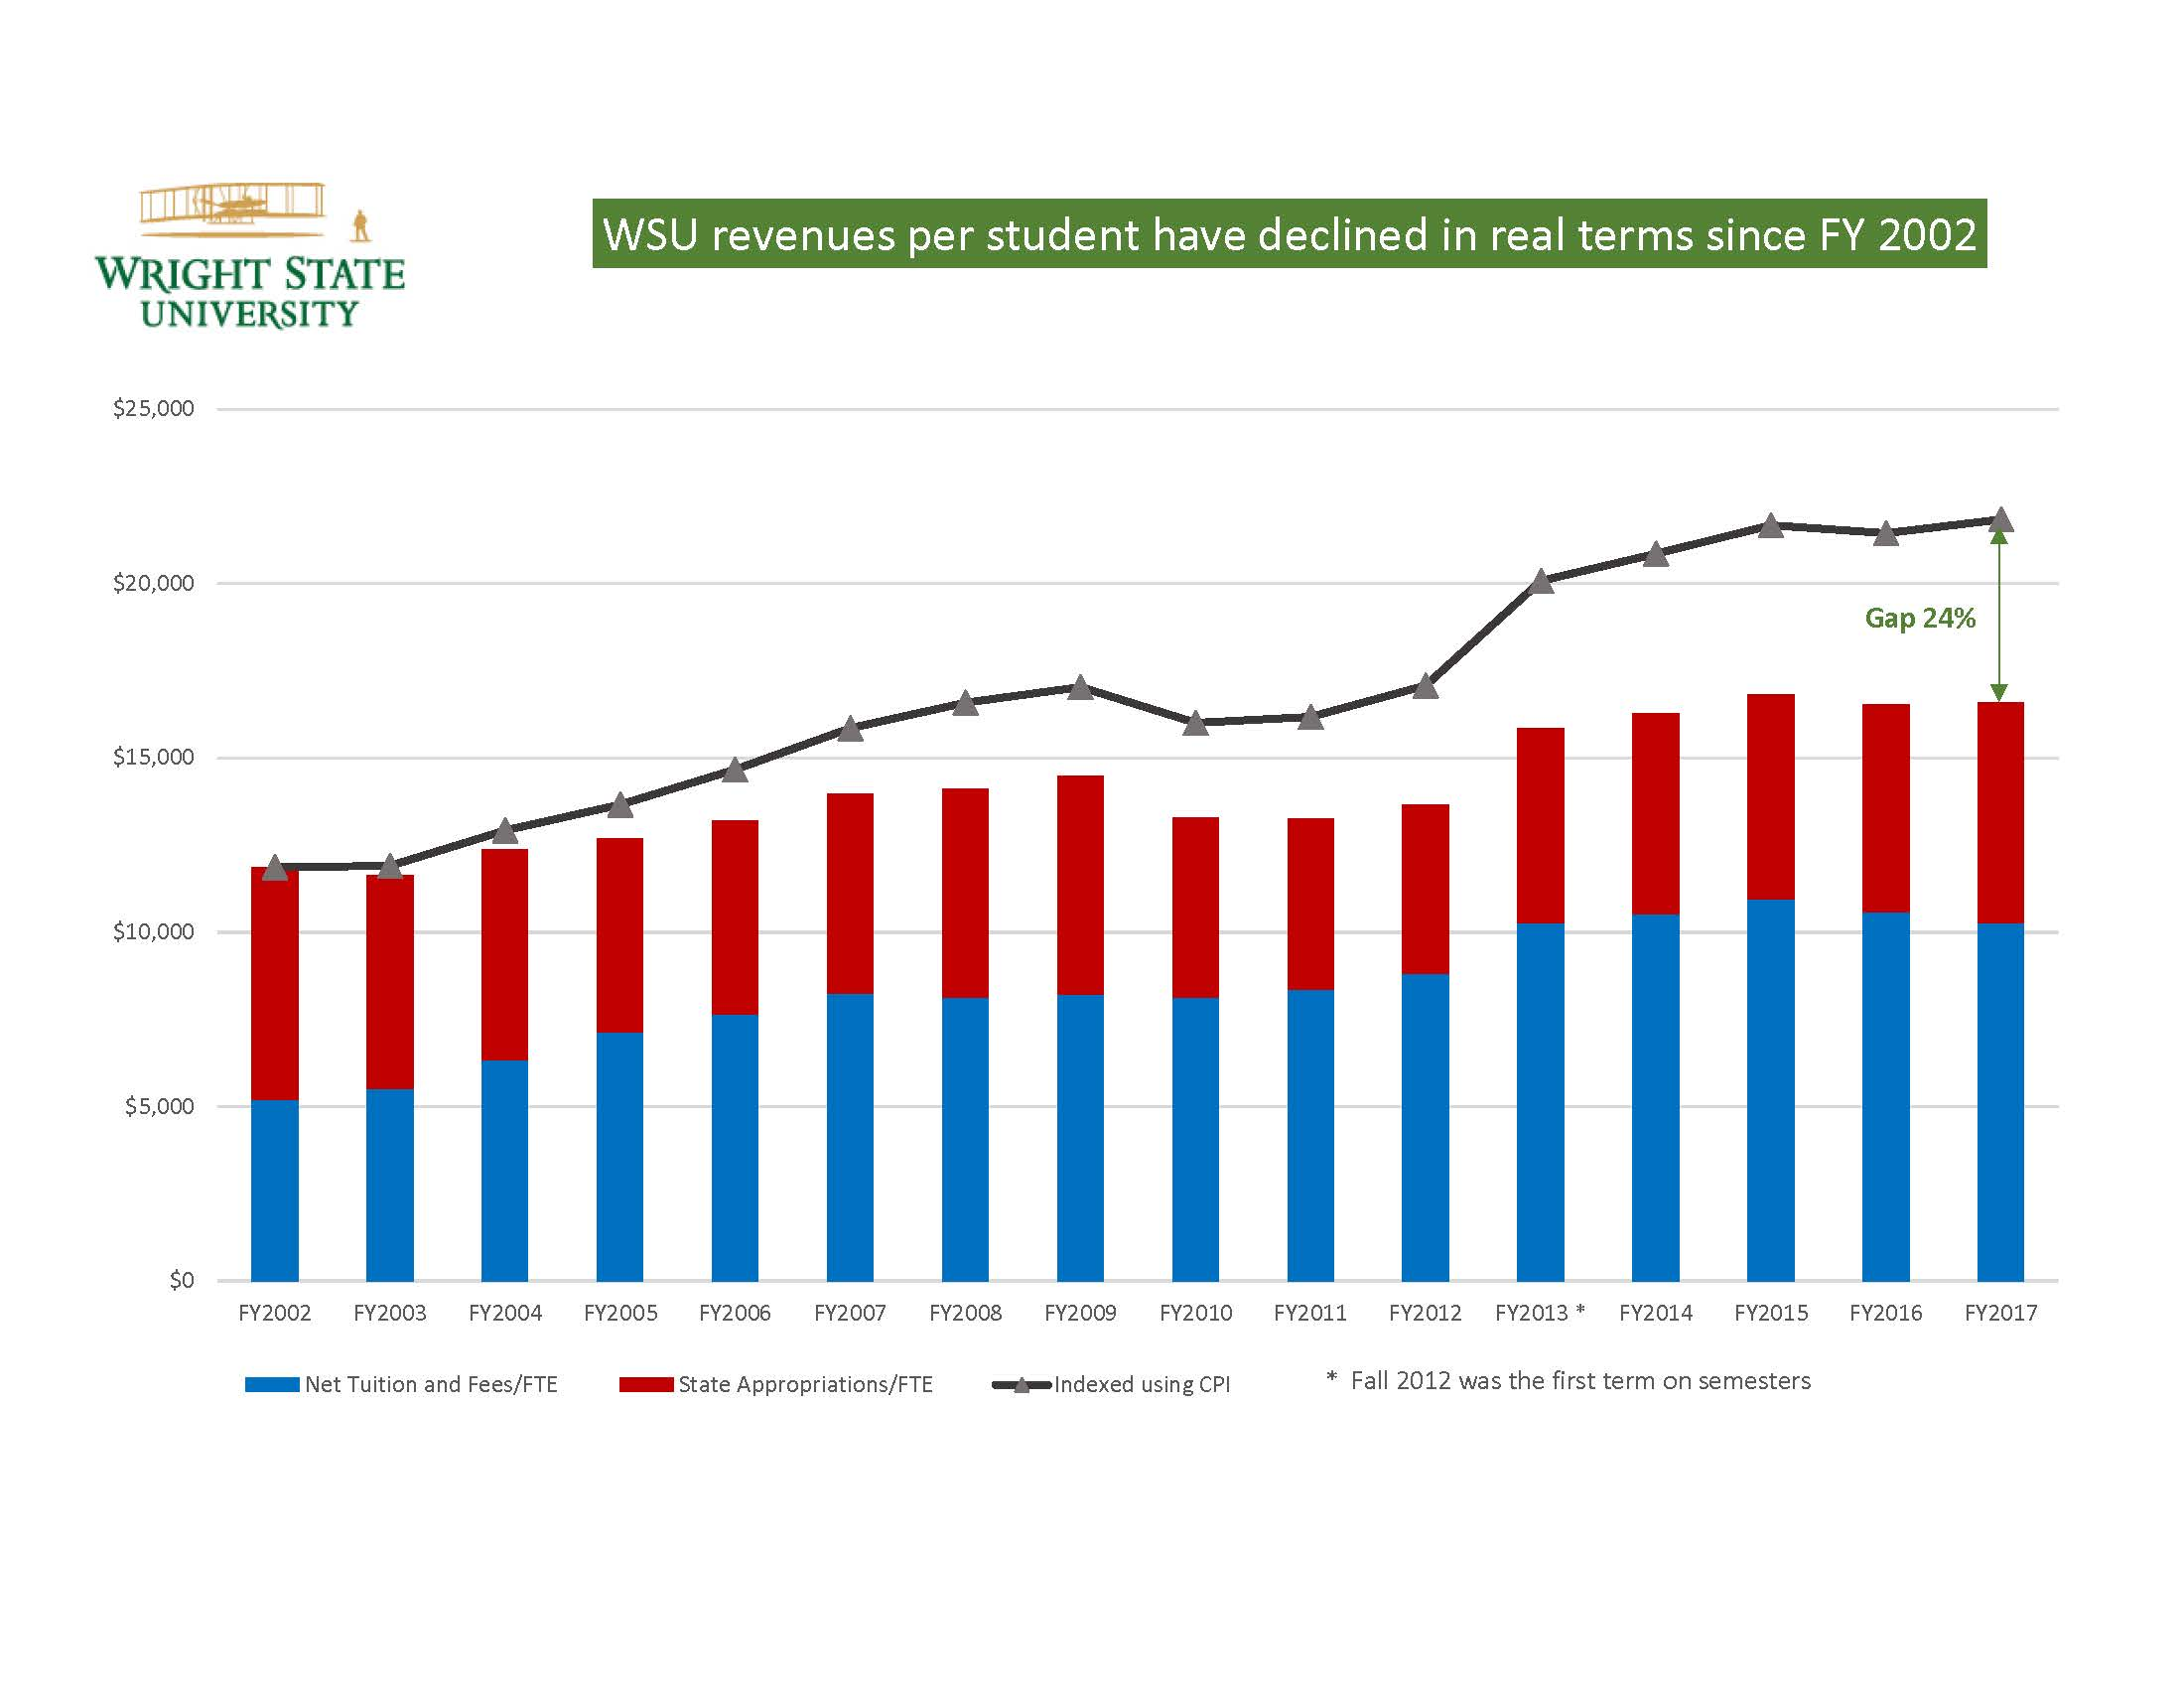 WRIGHT STATE
UNIVERSITY
WSU revenues per student have declined in real terms since FY 2002
$25,000
$20,000
$15,000
$10,000
$5,000
$0
Gap 24%
FY2002 FY2003 FY2004 FY2005 FY2006 FY2007 FY2008 FY2009 FY2010 FY2011 FY2012 FY2013 * FY2014 FY2015 FY2016 FY2017
Net Tuition and Fees/FTE State Appropriations/FTE Indexed using CPI * Fall 2012 was the first term on semesters